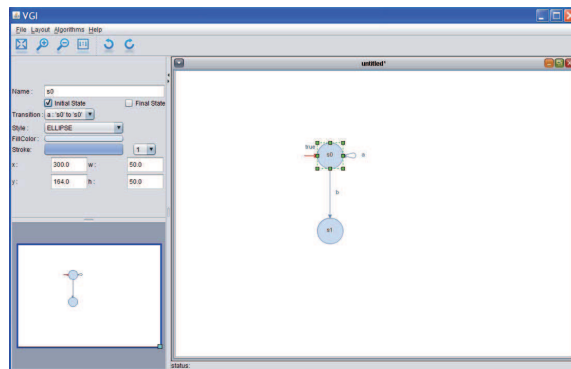 VGI
File Layout Algorithms Help
untitled*
Name : s0
Initial State Final State
Transition : a : 's0' to 's0'
Style : ELLIPSE
FillColor :
Stroke: 1
x : 300.0 w : 50.0
y : 164.0 h : 50.0
true s0 a
b
s1
status: